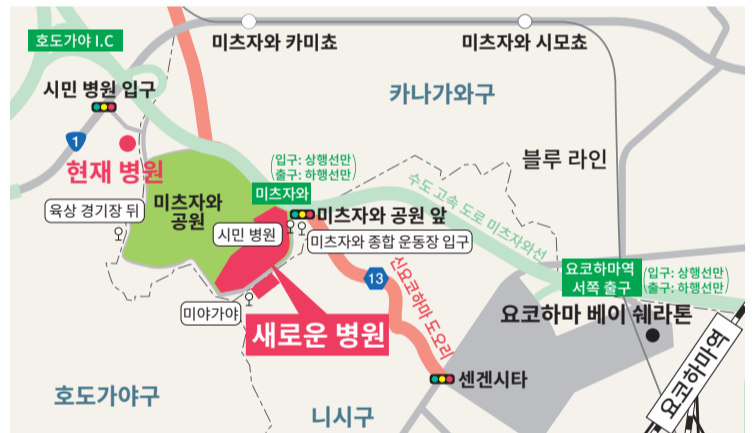 호도가야 I.C
미츠자와 카미쵸
미츠자와 시모쵸
시민 병원 입구
카나가와구
1
현재 병원
블루 라인
(입구: 상행선만
출구: 하행선만)
미츠자와
미츠자와
공원
육상 경기장 뒤
수도 고속 도로 미츠자와선
시민 병원
미츠자와 공원 앞
미츠자와 종합 운동장 입구
요코하마역
서쪽 출구
(입구: 상행선만
출구: 하행선만)
13
신요코하마 도오리
미야가야
새로운 병원
요코하마 베이 쉐라톤
요코하마역
센겐시타
호도가야구
니시구